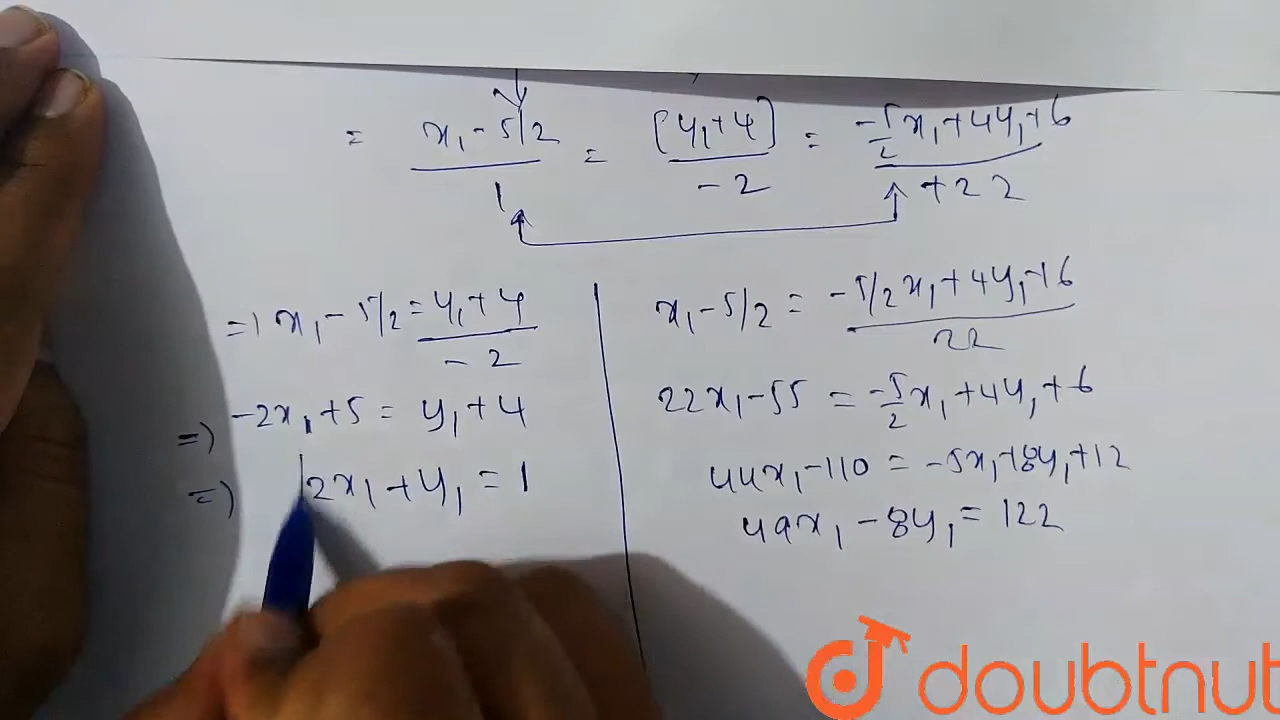 = x₁ - 5/2 / 1 = [y₁ + 4] / -2 = -5/2 x₁ + 4y₁ + 6 / +22
=) x₁ - 5/2 = y₁ + 4 / -2
=) -2x₁ + 5 = y₁ + 4
=) 2x₁ + y₁ = 1
x₁ - 5/2 = -5/2 x₁ + 4y₁ + 6 / 22
22x₁ - 55 = -5/2 x₁ + 4y₁ + 6
44x₁ - 110 = -5x₁ + 8y₁ + 12
49x₁ - 8y₁ = 122
doubtnut